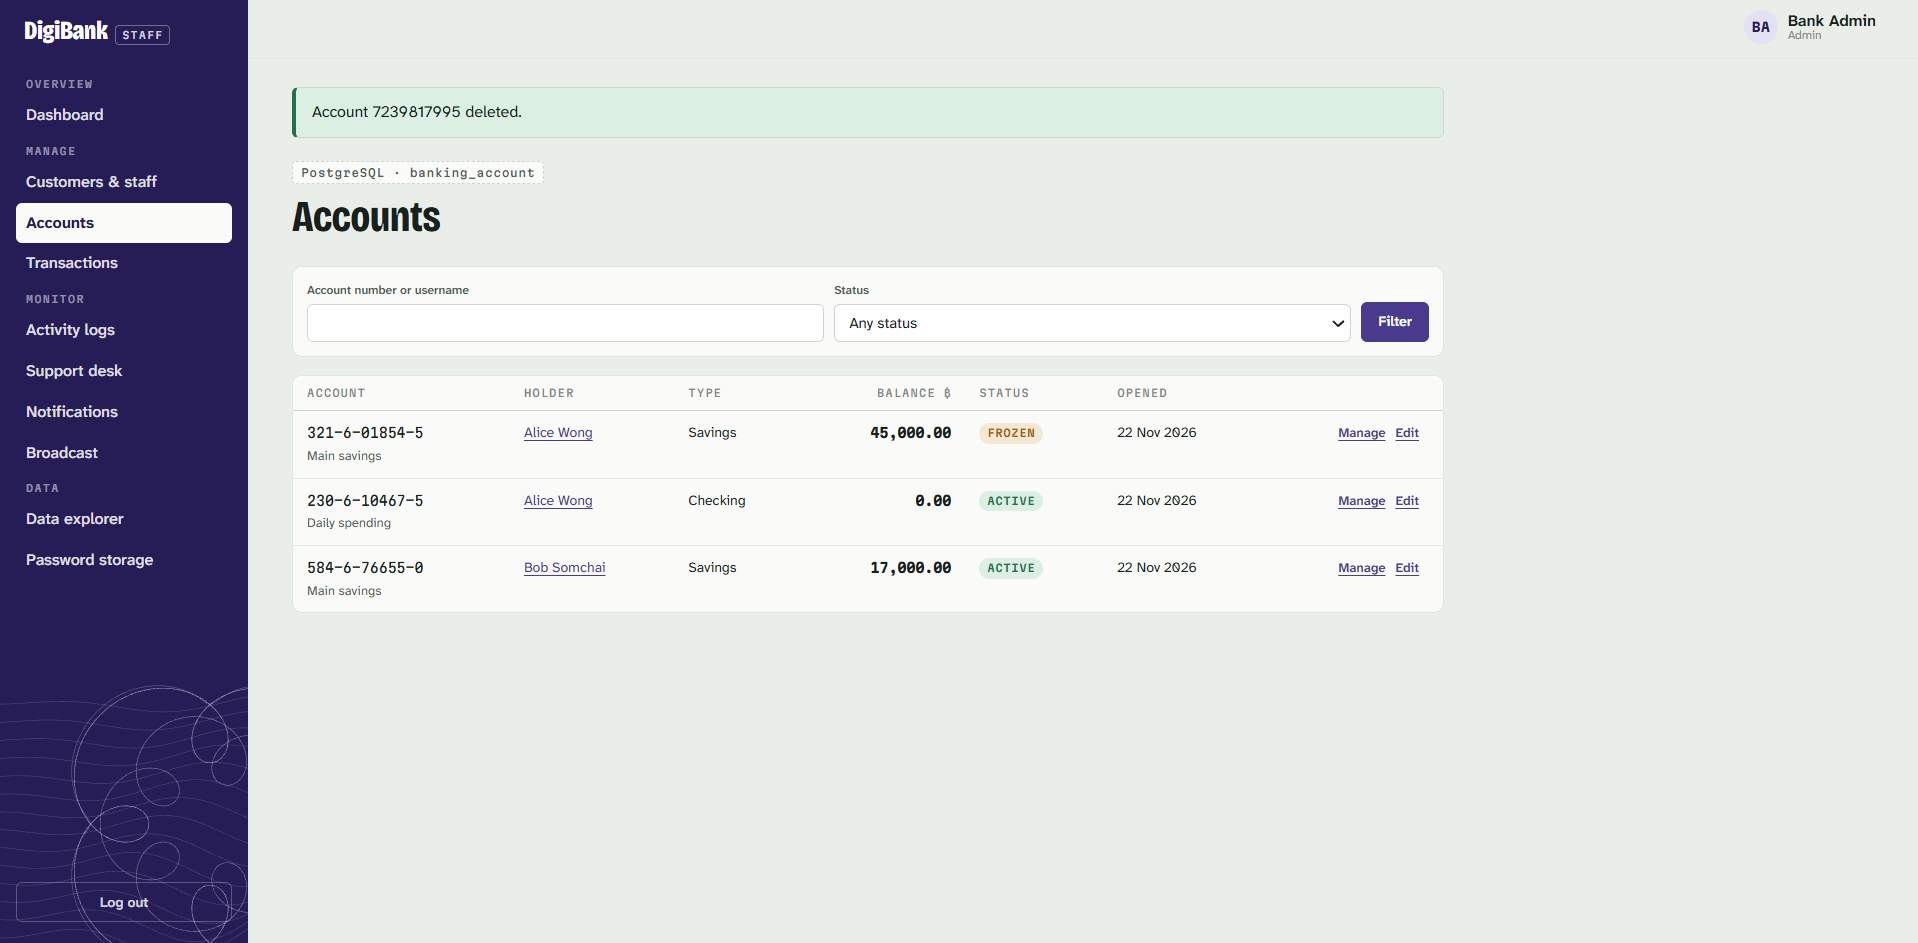 DigiBank STAFF
OVERVIEW
Dashboard
MANAGE
Customers & staff
Accounts
Transactions
MONITOR
Activity logs
Support desk
Notifications
Broadcast
DATA
Data explorer
Password storage
Log out
BA Bank Admin
Admin
Account 7239817995 deleted.
PostgreSQL · banking_account
Accounts
Account number or username Status
Any status Filter
ACCOUNT HOLDER TYPE BALANCE ฿ STATUS OPENED
321-6-01854-5 Alice Wong Savings 45,000.00 FROZEN 22 Nov 2026 Manage Edit
Main savings
230-6-10467-5 Alice Wong Checking 0.00 ACTIVE 22 Nov 2026 Manage Edit
Daily spending
584-6-76655-0 Bob Somchai Savings 17,000.00 ACTIVE 22 Nov 2026 Manage Edit
Main savings